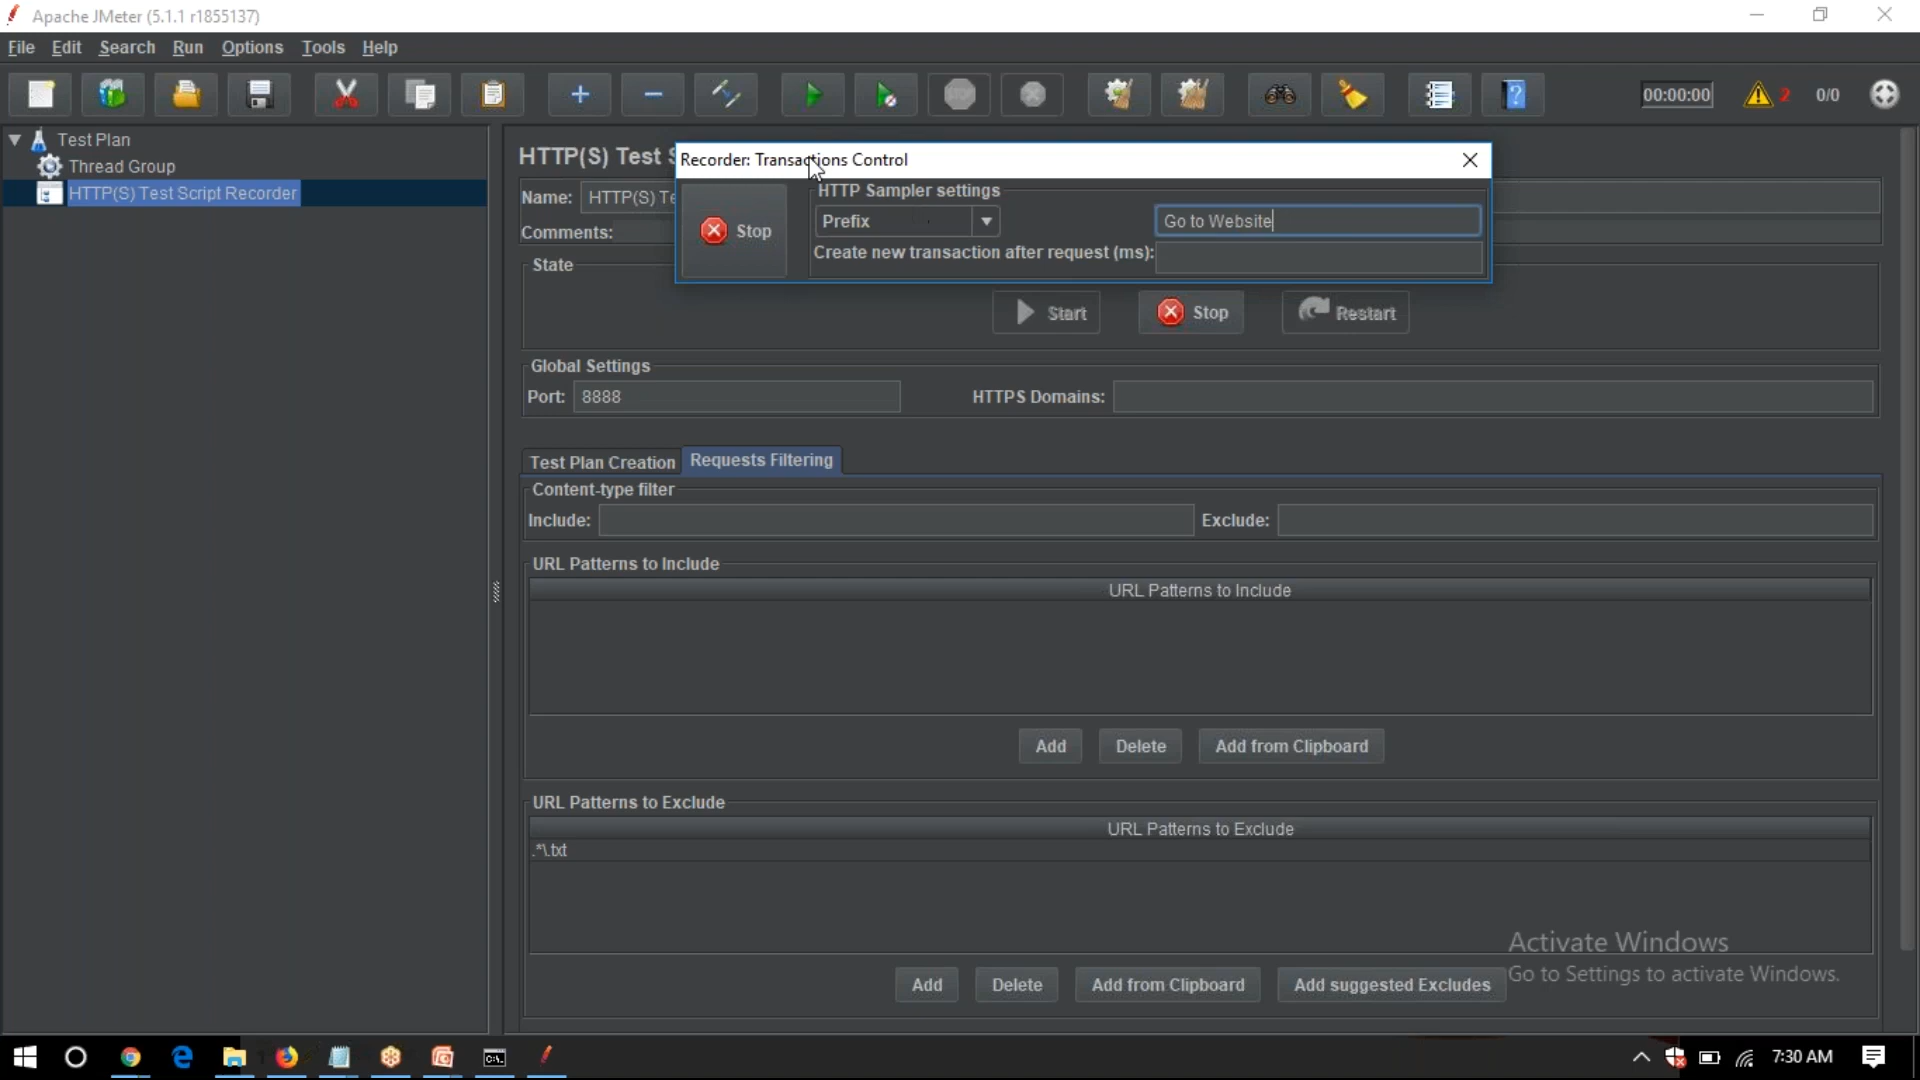 Apache JMeter (5.1.1 r1855137)
File Edit Search Run Options Tools Help
00:00:00 2 0/0
Test Plan
Thread Group
HTTP(S) Test Script Recorder
HTTP(S) Test S
Recorder: Transactions Control
HTTP Sampler settings
Name: HTTP(S) Te
Stop
Prefix
Go to Website
Comments:
Create new transaction after request (ms):
State
Start Stop Restart
Global Settings
Port: 8888 HTTPS Domains:
Test Plan Creation Requests Filtering
Content-type filter
Include: Exclude:
URL Patterns to Include
URL Patterns to Include
Add Delete Add from Clipboard
URL Patterns to Exclude
URL Patterns to Exclude
.*\.txt
Activate Windows
Go to Settings to activate Windows.
Add Delete Add from Clipboard Add suggested Excludes
7:30 AM